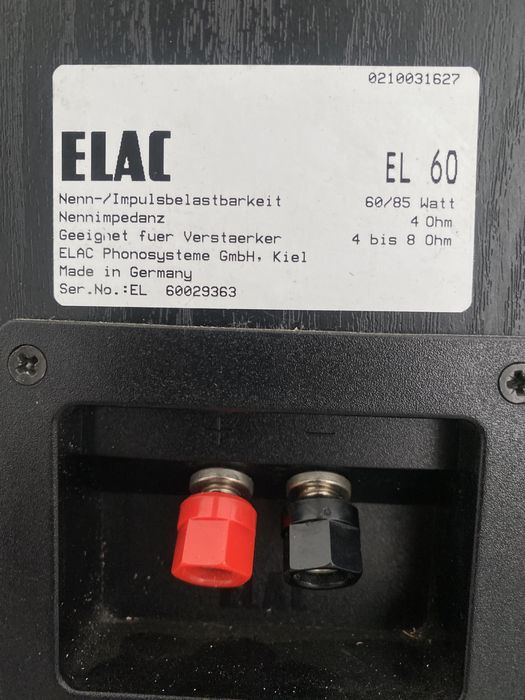 0210031627
ELAC
EL 60
Nenn-/Impulsbelastbarkeit 60/85 Watt
Nennimpedanz 4 Ohm
Geeignet fuer Verstaerker 4 bis 8 Ohm
ELAC Phonosysteme GmbH, Kiel
Made in Germany
Ser.No.:EL 60029363
+ -
ELAC